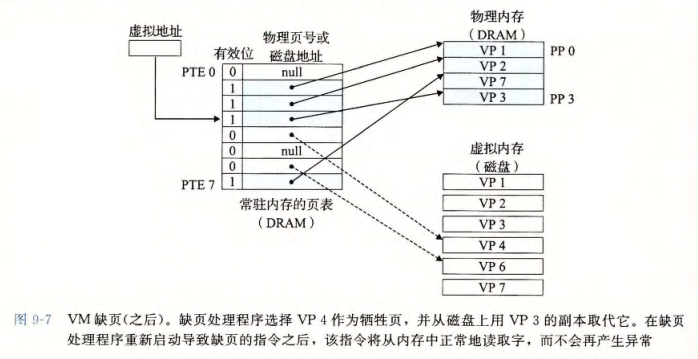 虚拟地址
物理页号或
有效位 磁盘地址
PTE 0 0 null
1
1
1
0
0 null
0
PTE 7 1
常驻内存的页表
(DRAM)
物理内存
(DRAM)
VP 1 PP 0
VP 2
VP 7
VP 3 PP 3
虚拟内存
(磁盘)
VP 1
VP 2
VP 3
VP 4
VP 6
VP 7
图 9-7 VM 缺页(之后)。缺页处理程序选择 VP 4 作为牺牲页，并从磁盘上用 VP 3 的副本取代它。在缺页
处理程序重新启动导致缺页的指令之后，该指令将从内存中正常地读取字，而不会再产生异常